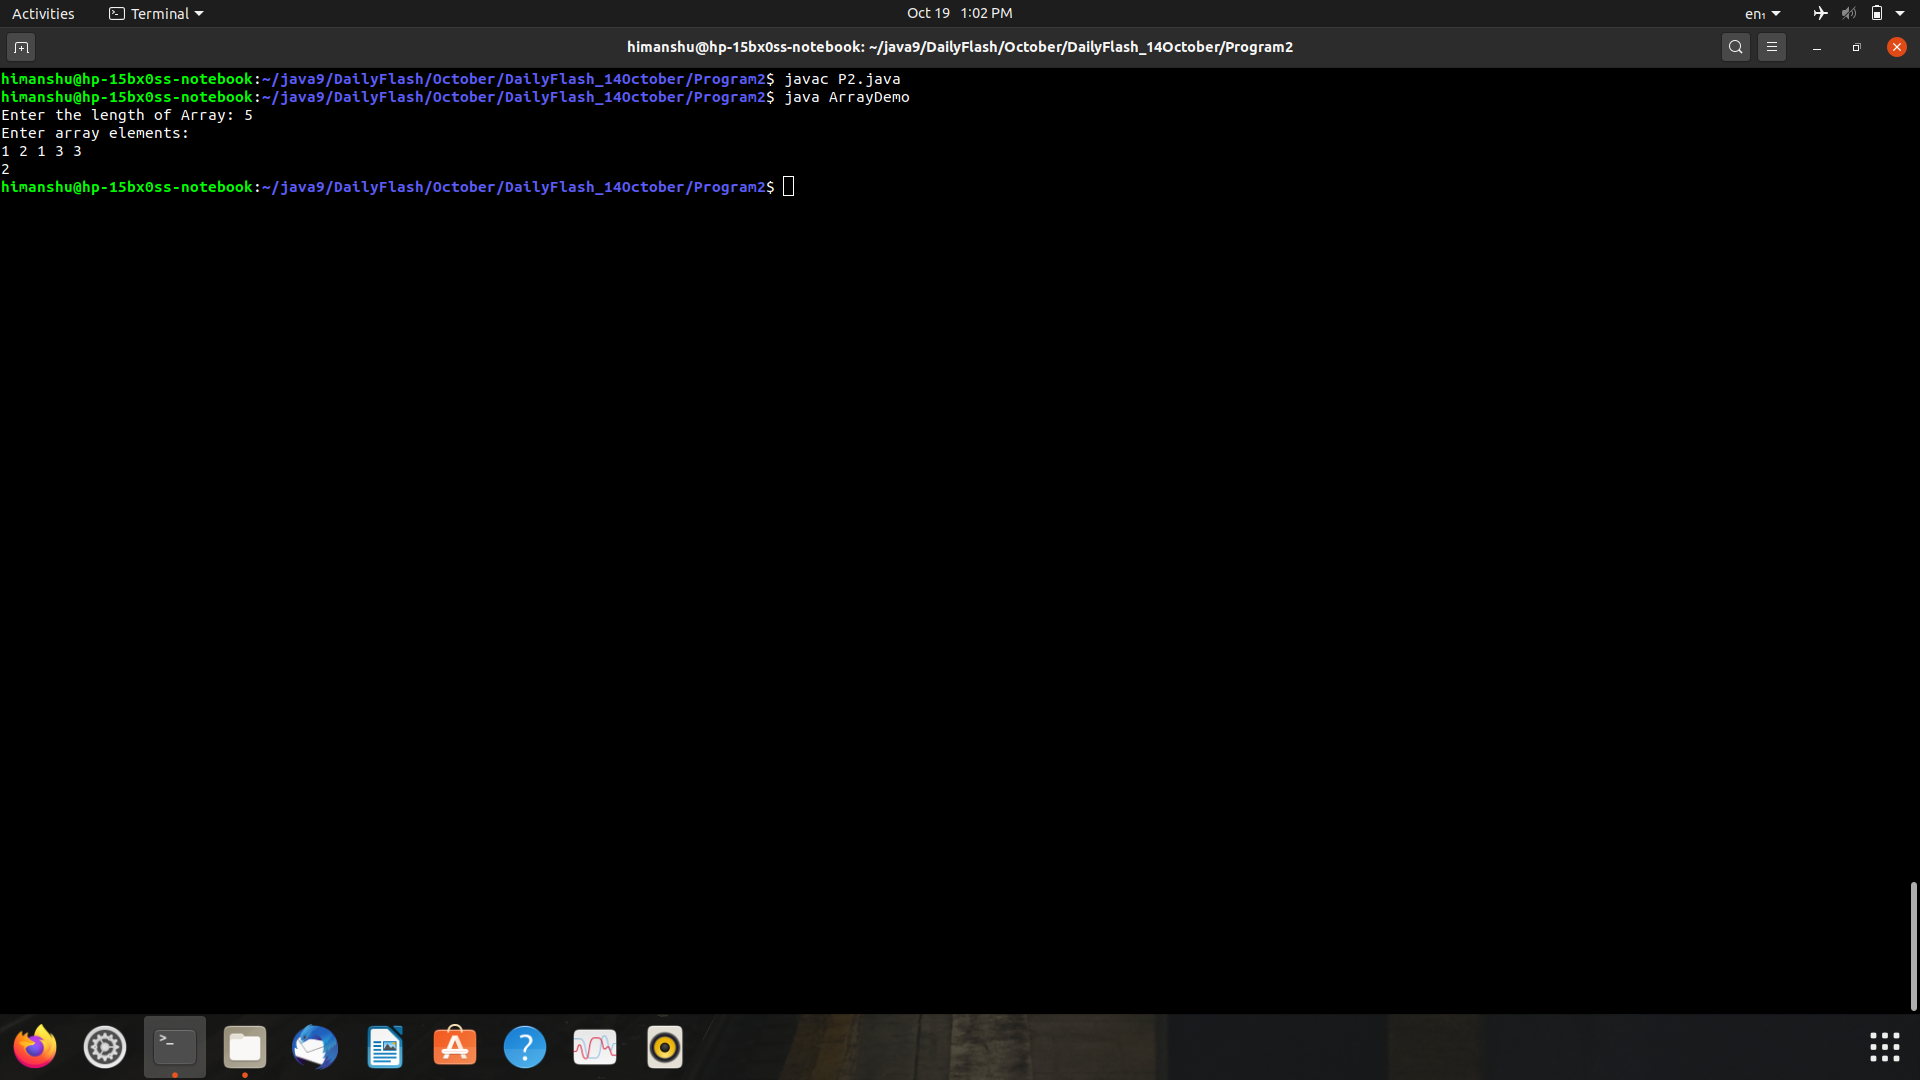 Activities Terminal Oct 19 1:02 PM en₁
himanshu@hp-15bx0ss-notebook: ~/java9/DailyFlash/October/DailyFlash_14October/Program2
himanshu@hp-15bx0ss-notebook:~/java9/DailyFlash/October/DailyFlash_14October/Program2$ javac P2.java
himanshu@hp-15bx0ss-notebook:~/java9/DailyFlash/October/DailyFlash_14October/Program2$ java ArrayDemo
Enter the length of Array: 5
Enter array elements:
1 2 1 3 3
2
himanshu@hp-15bx0ss-notebook:~/java9/DailyFlash/October/DailyFlash_14October/Program2$